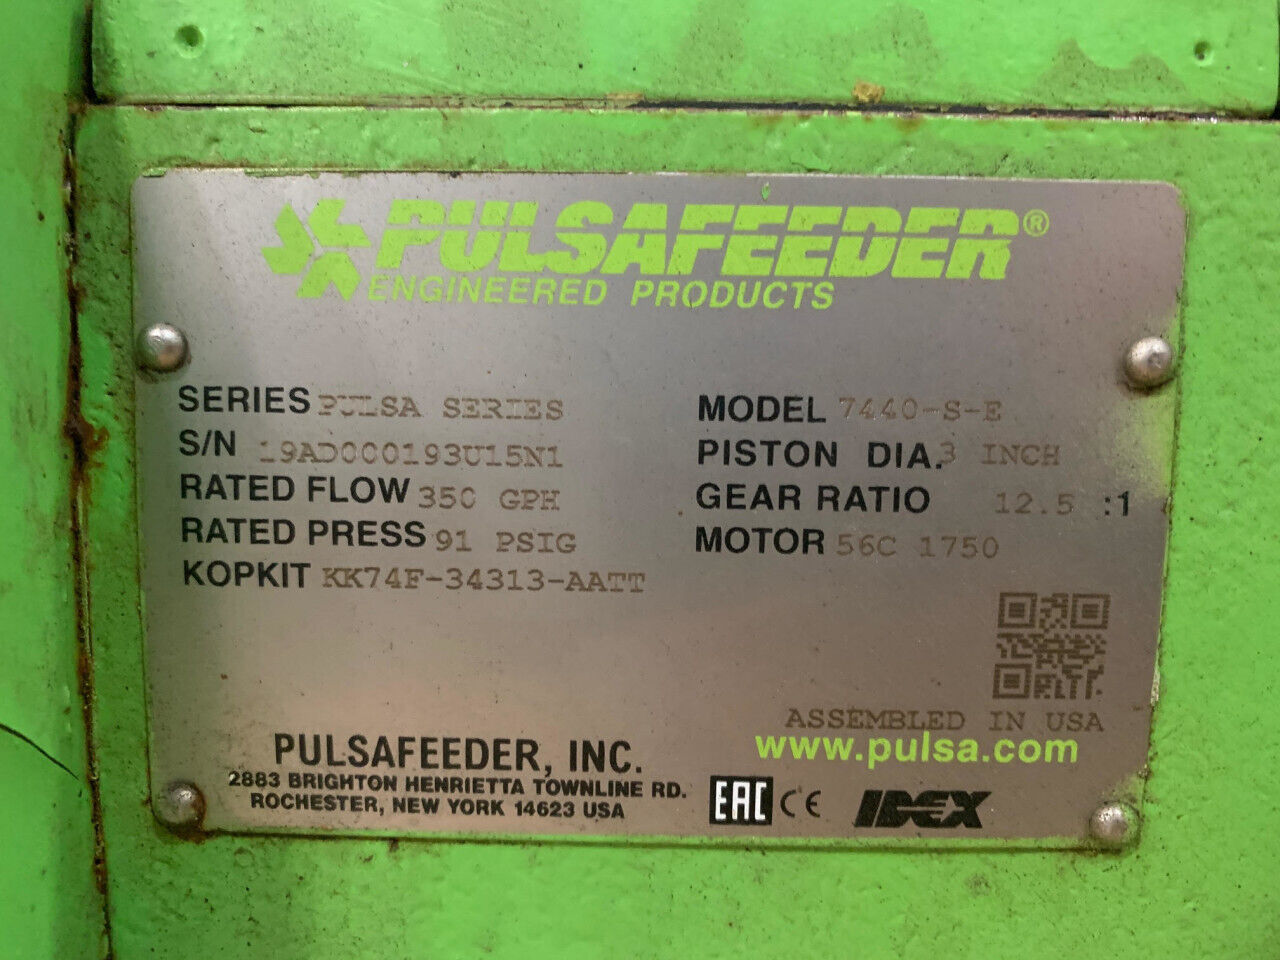 PULSAFEEDER®
ENGINEERED PRODUCTS
SERIES PULSA SERIES
S/N 19AD000193U15N1
RATED FLOW 350 GPH
RATED PRESS 91 PSIG
KOPKIT KK74F-34313-AATT
MODEL 7440-S-E
PISTON DIA. 3 INCH
GEAR RATIO 12.5 :1
MOTOR 56C 1750
ASSEMBLED IN USA
www.pulsa.com
PULSAFEEDER, INC.
2883 BRIGHTON HENRIETTA TOWNLINE RD.
ROCHESTER, NEW YORK 14623 USA
EAC CE IDEX